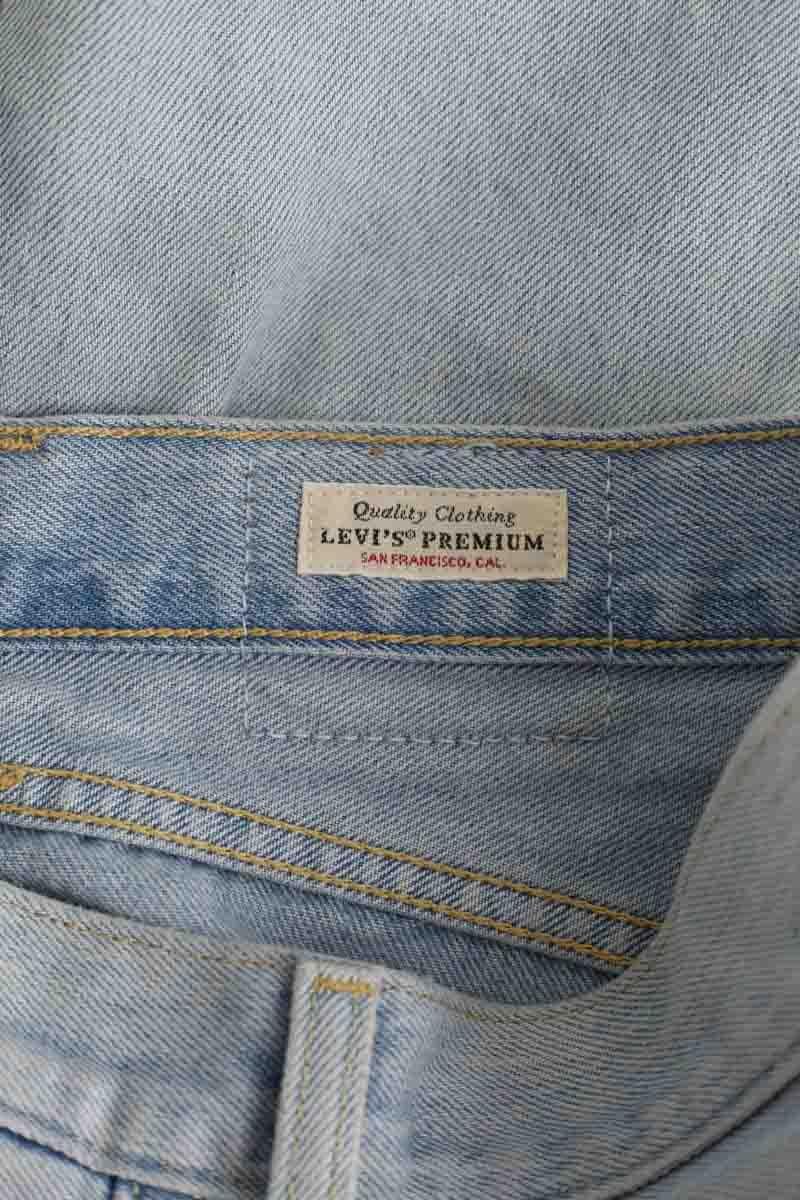 Quality Clothing
LEVI'S® PREMIUM
SAN FRANCISCO, CAL.